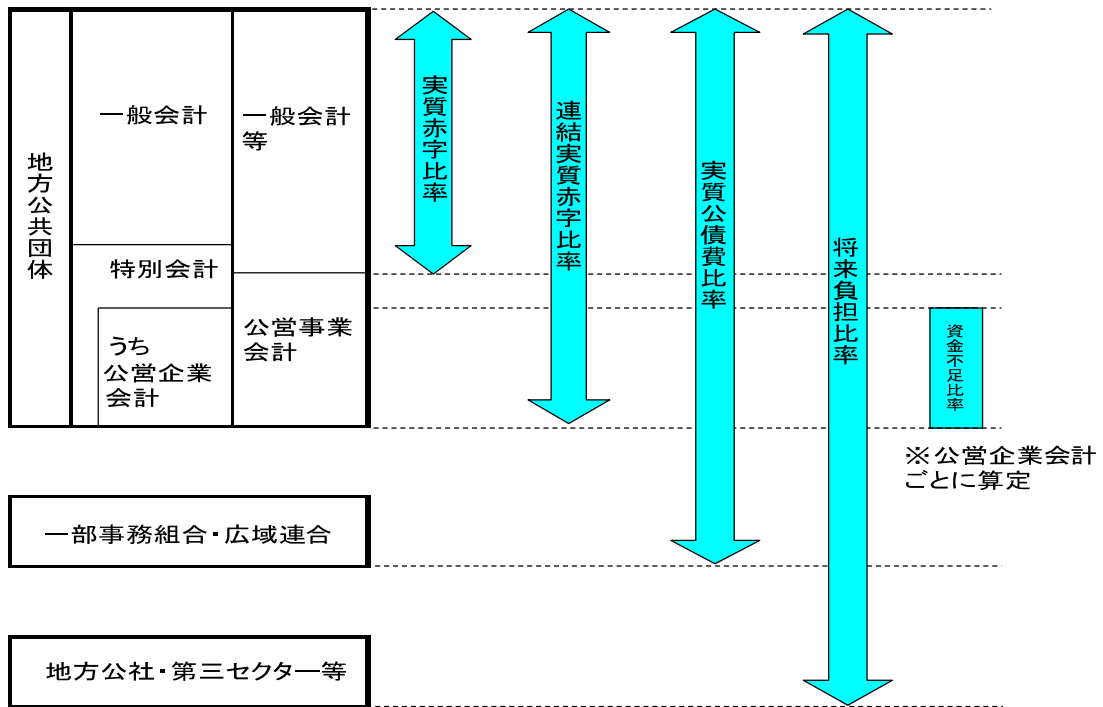 地方公共団体
一般会計
一般会計
等
特別会計
うち
公営企業
会計
公営事業
会計
実質赤字比率
連結実質赤字比率
実質公債費比率
将来負担比率
資金不足比率
※公営企業会計
ごとに算定
一部事務組合・広域連合
地方公社・第三セクター等